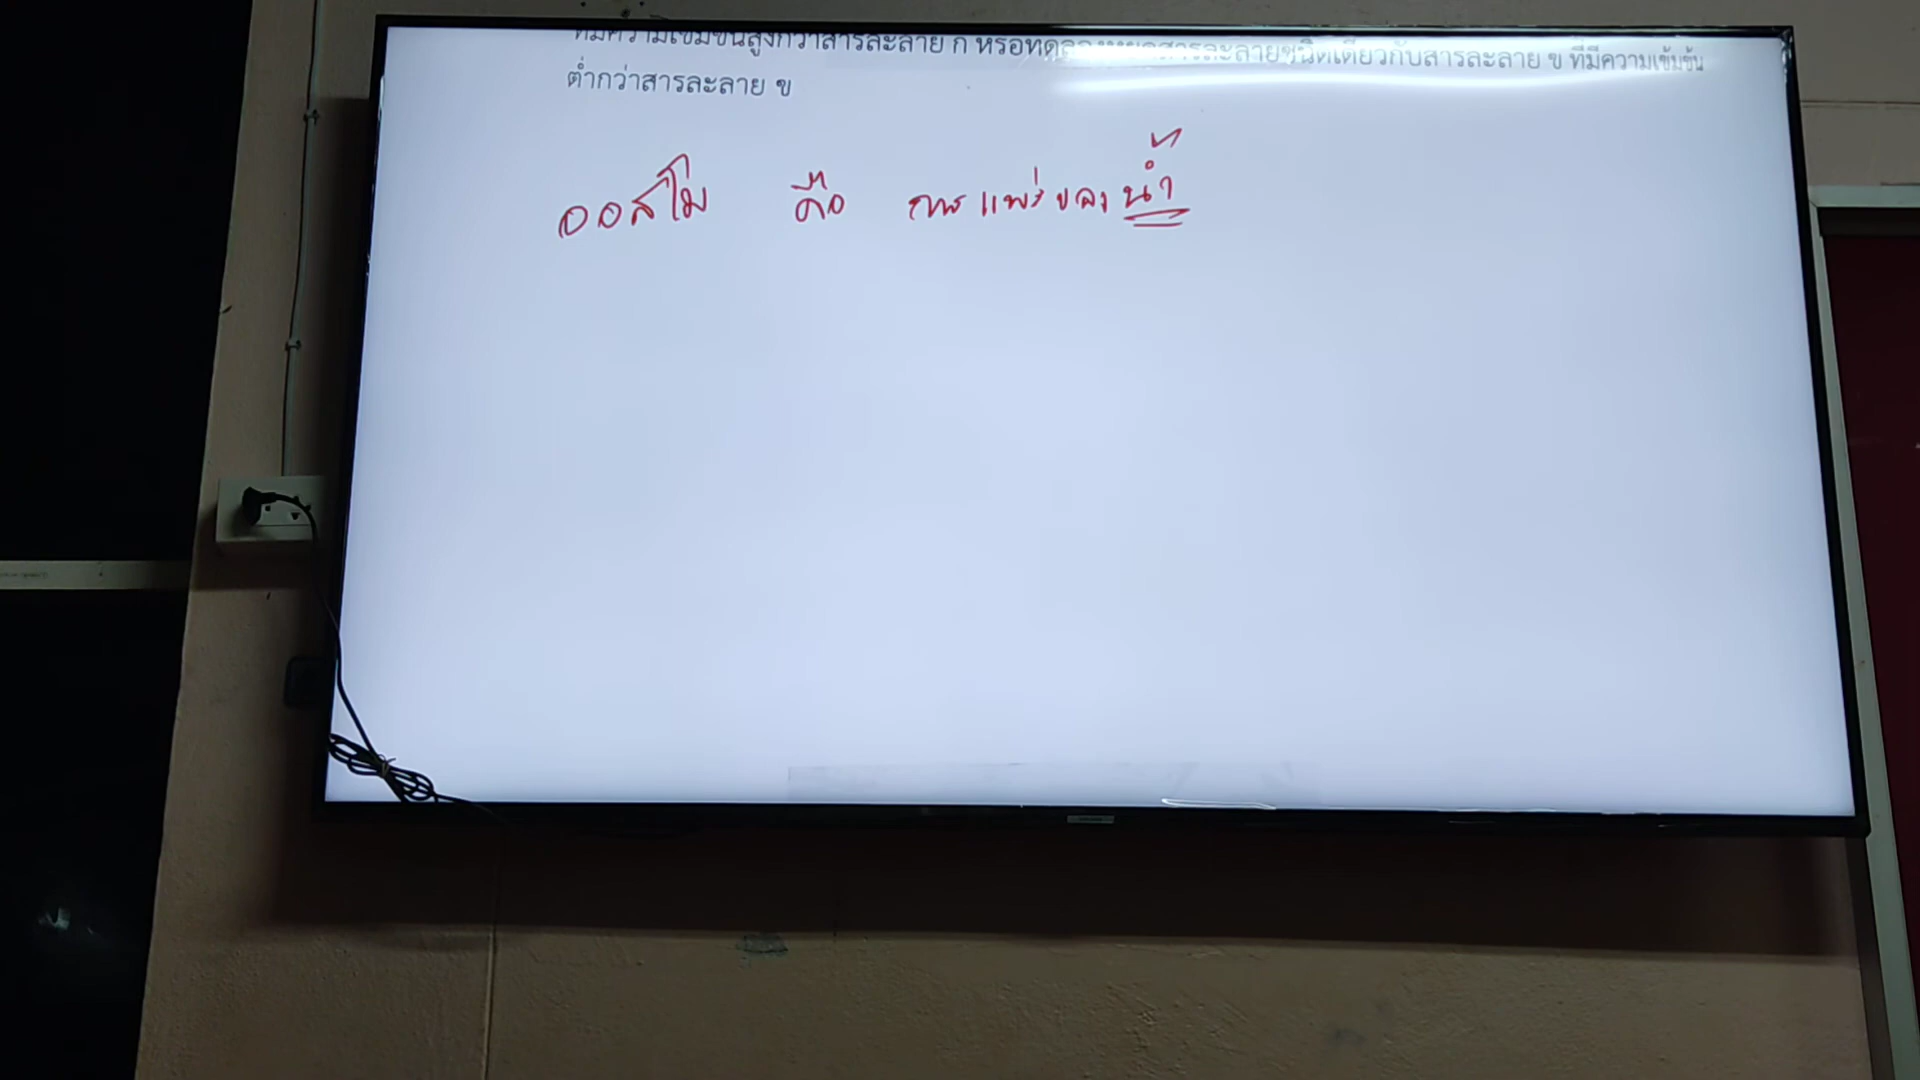 ที่มีความเข้มข้นสูงกว่าสารละลาย ก หรือทดลองหยดสารละลายชนิดเดียวกับสารละลาย ข ที่มีความเข้มข้น
ต่ำกว่าสารละลาย ข
ออสโม คือ การแพร่ของน้ำ